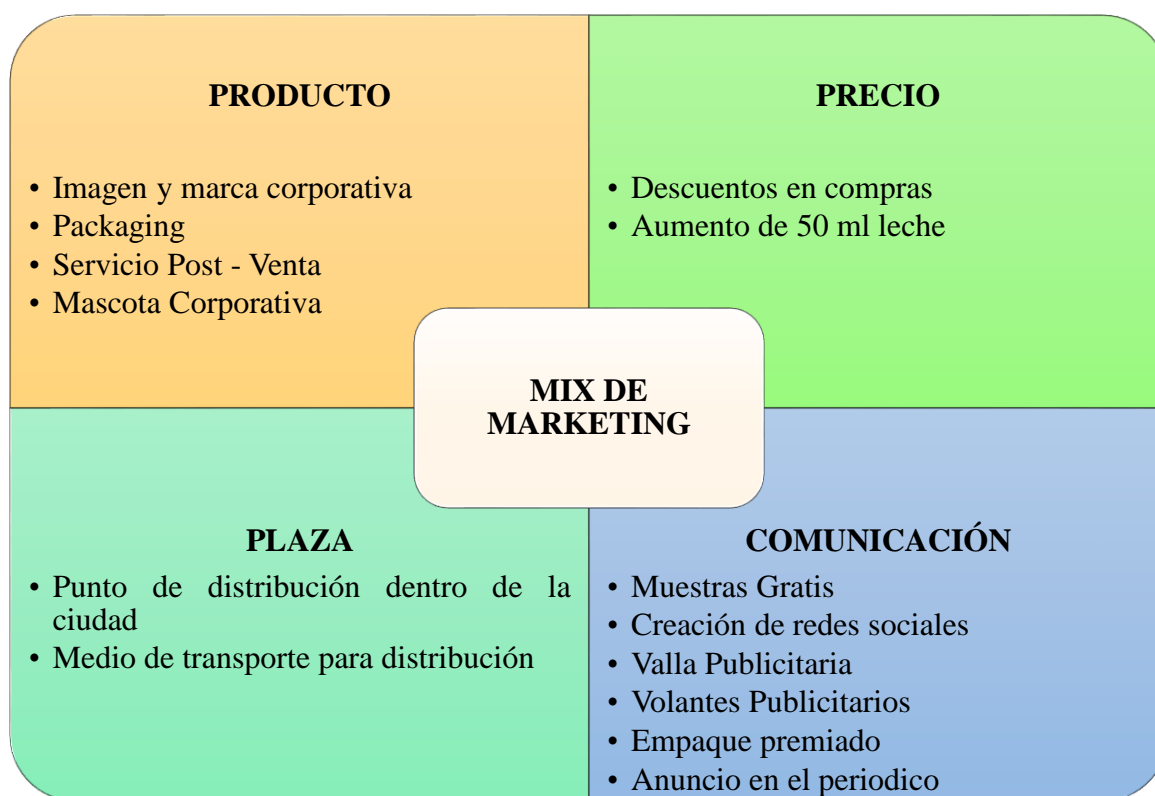 PRODUCTO
• Imagen y marca corporativa
• Packaging
• Servicio Post - Venta
• Mascota Corporativa
PRECIO
• Descuentos en compras
• Aumento de 50 ml leche
MIX DE
MARKETING
PLAZA
• Punto de distribución dentro de la
ciudad
• Medio de transporte para distribución
COMUNICACIÓN
• Muestras Gratis
• Creación de redes sociales
• Valla Publicitaria
• Volantes Publicitarios
• Empaque premiado
• Anuncio en el periodico